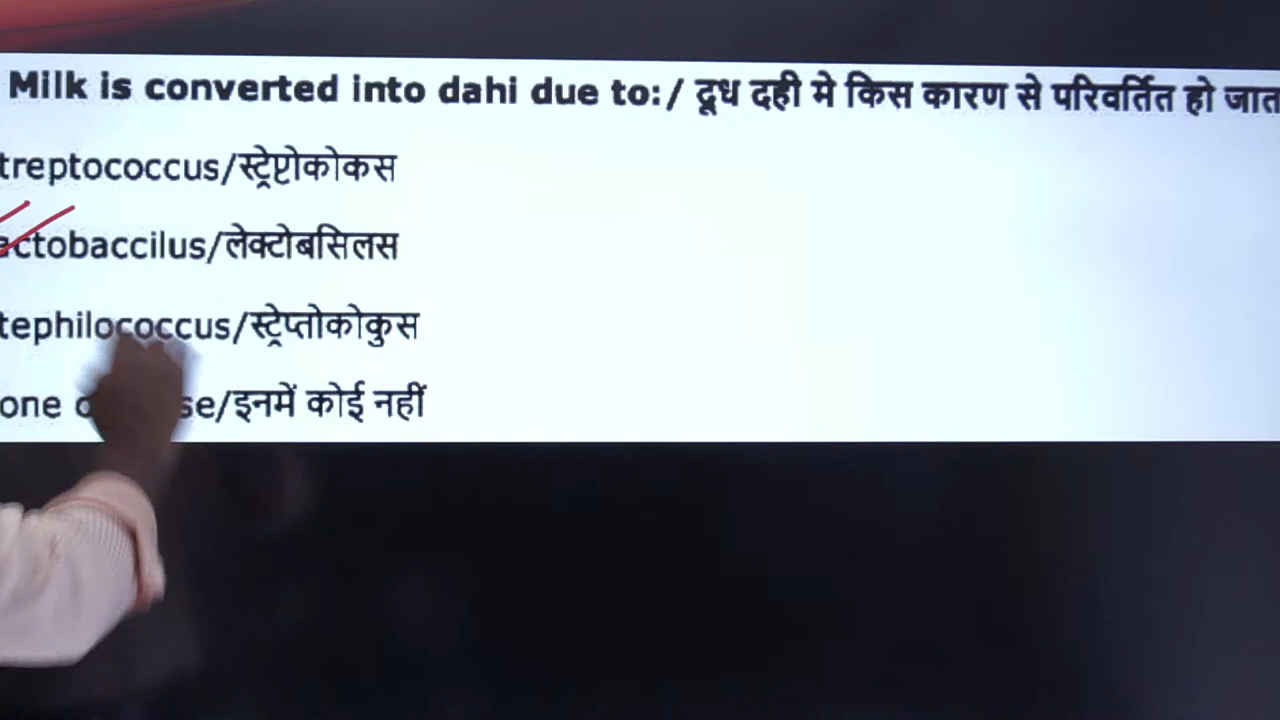 Milk is converted into dahi due to:/ दूध दही मे किस कारण से परिवर्तित हो जात
treptococcus/स्ट्रेप्टोकोकस
actobaccilus/लेक्टोबसिलस
tephilococcus/स्ट्रेप्तोकोकुस
one se/इनमें कोई नहीं